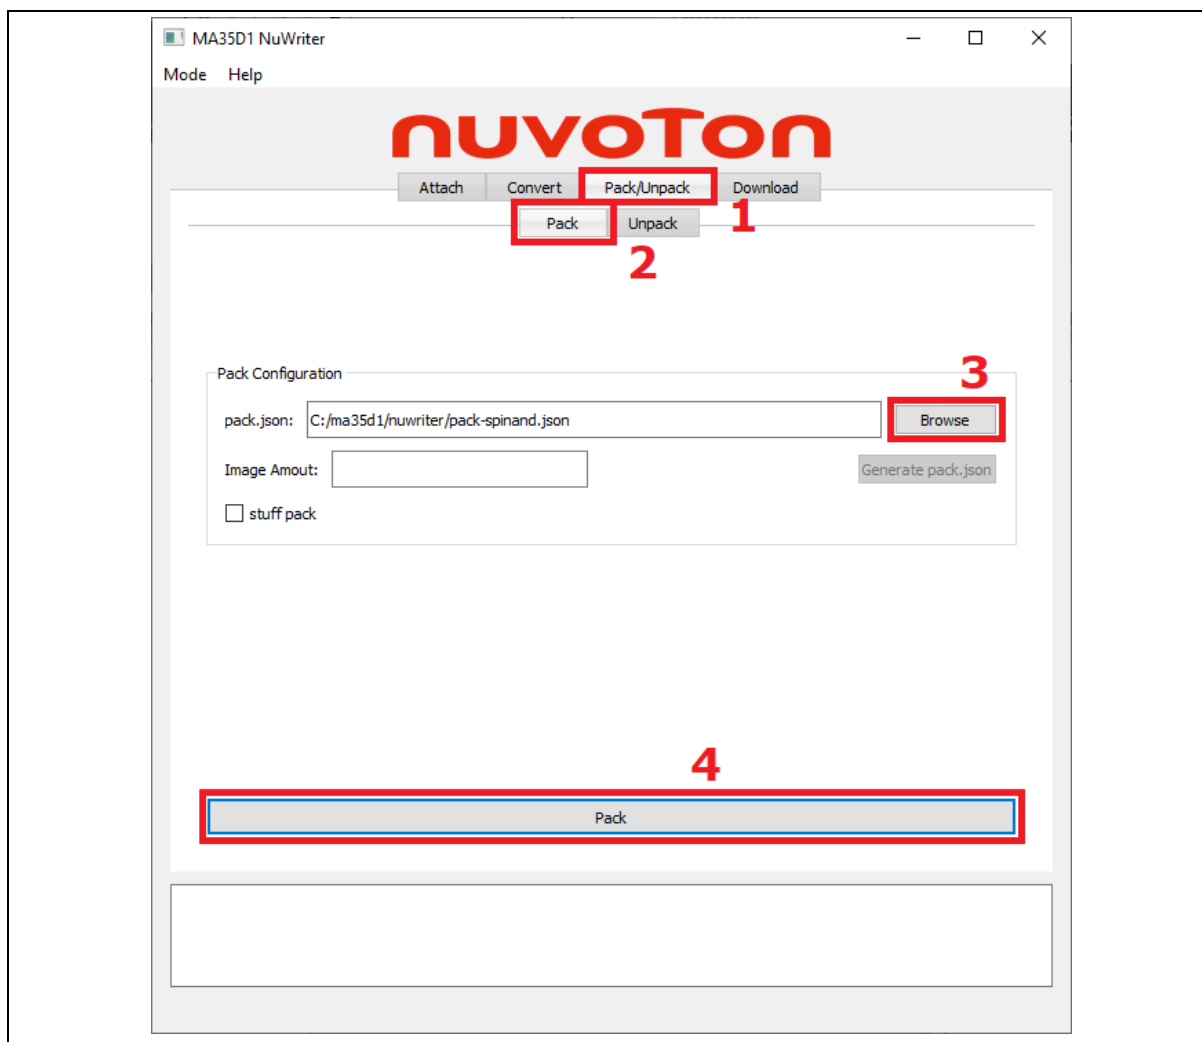 MA35D1 NuWriter
Mode Help
nuvoTon
Attach Convert Pack/Unpack Download
1
Pack Unpack
2
3
Pack Configuration
pack.json: C:/ma35d1/nuwriter/pack-spinand.json Browse
Image Amout: Generate pack.json
stuff pack
4
Pack